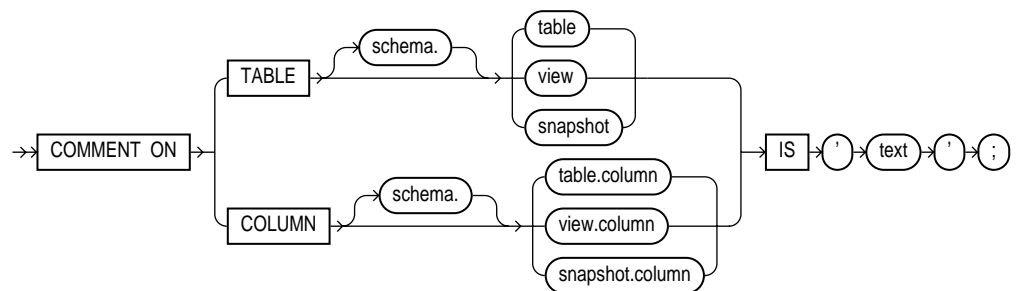 table
schema.
TABLE
view
snapshot
COMMENT ON
IS ' text ' ;
table.column
schema.
COLUMN
view.column
snapshot.column